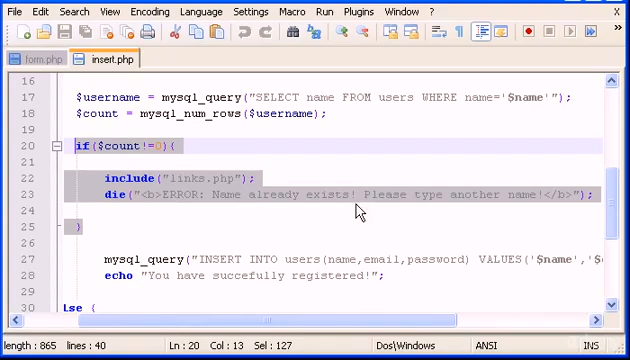 File Edit Search View Encoding Language Settings Macro Run Plugins Window ?
form.php insert.php
16
17 $username = mysql_query("SELECT name FROM users WHERE name='$name'");
18 $count = mysql_num_rows($username);
19
20 if($count!=0){
21
22 include("links.php");
23 die("<b>ERROR: Name already exists! Please type another name!</b>");
24
25 }
26
27 mysql_query("INSERT INTO users(name,email,password) VALUES('$name','$
28 echo "You have succefully registered!";
29
30 lse {
length : 865 lines : 40 Ln : 20 Col : 13 Sel : 127 Dos\Windows ANSI INS